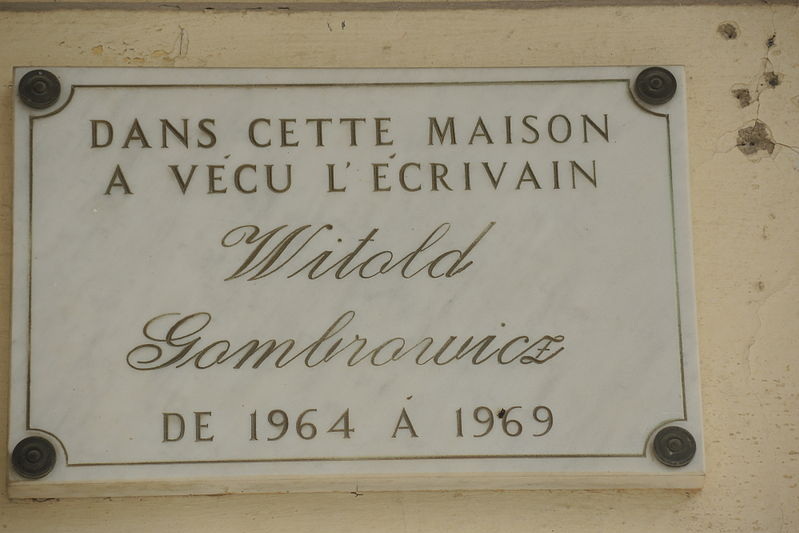 DANS CETTE MAISON
A VÉCU L'ÉCRIVAIN
Witold
Gombrowicz
DE 1964 À 1969